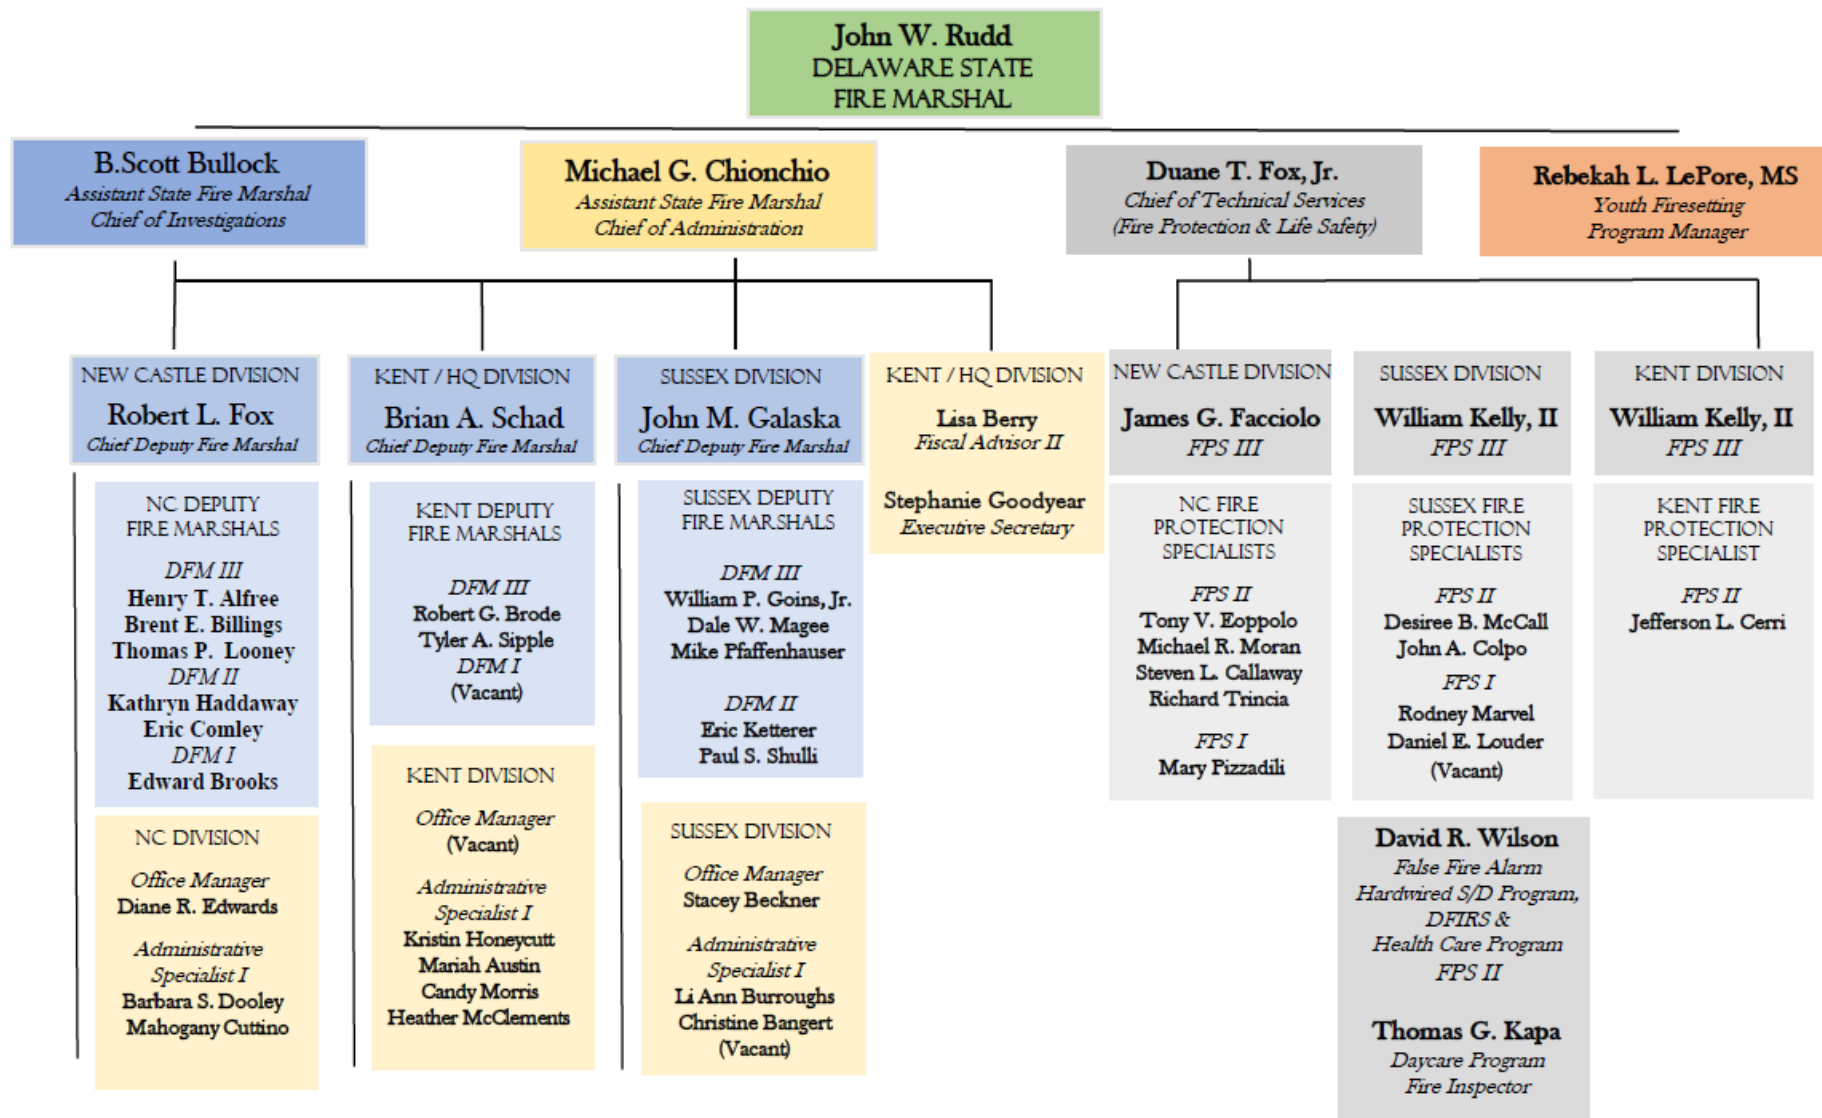 John W. Rudd
DELAWARE STATE
FIRE MARSHAL
B.Scott Bullock
Assistant State Fire Marshal
Chief of Investigations
Michael G. Chionchio
Assistant State Fire Marshal
Chief of Administration
Duane T. Fox, Jr.
Chief of Technical Services
(Fire Protection & Life Safety)
Rebekah L. LePore, MS
Youth Firesetting
Program Manager
NEW CASTLE DIVISION
Robert L. Fox
Chief Deputy Fire Marshal
NC DEPUTY
FIRE MARSHALS
DFM III
Henry T. Alfree
Brent E. Billings
Thomas P. Looney
DFM II
Kathryn Haddaway
Eric Comley
DFM I
Edward Brooks
NC DIVISION
Office Manager
Diane R. Edwards
Administrative
Specialist I
Barbara S. Dooley
Mahogany Cuttino
KENT / HQ DIVISION
Brian A. Schad
Chief Deputy Fire Marshal
KENT DEPUTY
FIRE MARSHALS
DFM III
Robert G. Brode
Tyler A. Sipple
DFM I
(Vacant)
KENT DIVISION
Office Manager
(Vacant)
Administrative
Specialist I
Kristin Honeycutt
Mariah Austin
Candy Morris
Heather McClements
SUSSEX DIVISION
John M. Galaska
Chief Deputy Fire Marshal
SUSSEX DEPUTY
FIRE MARSHALS
DFM III
William P. Goins, Jr.
Dale W. Magee
Mike Pfaffenhauser
DFM II
Eric Ketterer
Paul S. Shulli
SUSSEX DIVISION
Office Manager
Stacey Beckner
Administrative
Specialist I
Li Ann Burroughs
Christine Bangert
(Vacant)
KENT / HQ DIVISION
Lisa Berry
Fiscal Advisor II
Stephanie Goodyear
Executive Secretary
NEW CASTLE DIVISION
James G. Facciolo
FPS III
NC FIRE
PROTECTION
SPECIALISTS
FPS II
Tony V. Eoppolo
Michael R. Moran
Steven L. Callaway
Richard Trincia
FPS I
Mary Pizzadili
SUSSEX DIVISION
William Kelly, II
FPS III
SUSSEX FIRE
PROTECTION
SPECIALISTS
FPS II
Desiree B. McCall
John A. Colpo
FPS I
Rodney Marvel
Daniel E. Louder
(Vacant)
David R. Wilson
False Fire Alarm
Hardwired S/D Program,
DFIRS &
Health Care Program
FPS II
Thomas G. Kapa
Daycare Program
Fire Inspector
KENT DIVISION
William Kelly, II
FPS III
KENT FIRE
PROTECTION
SPECIALIST
FPS II
Jefferson L. Cerri